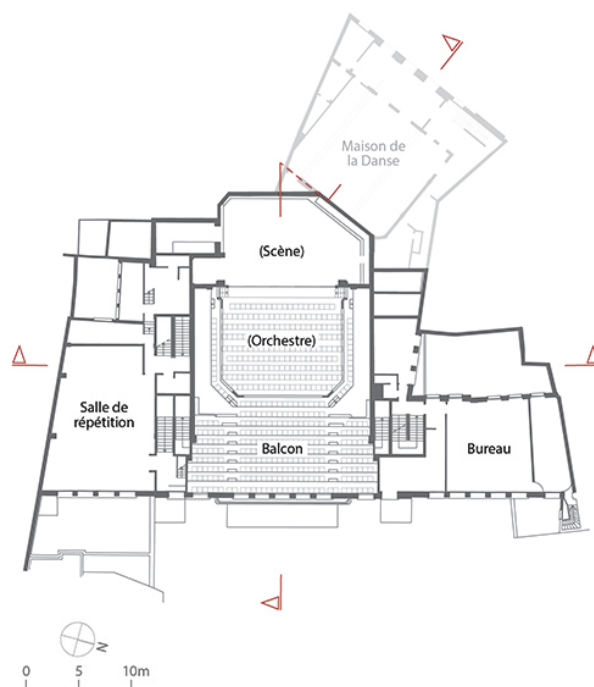 Maison de
la Danse
(Scène)
(Orchestre)
Salle de
répétition
Balcon
Bureau
N
0 5 10m